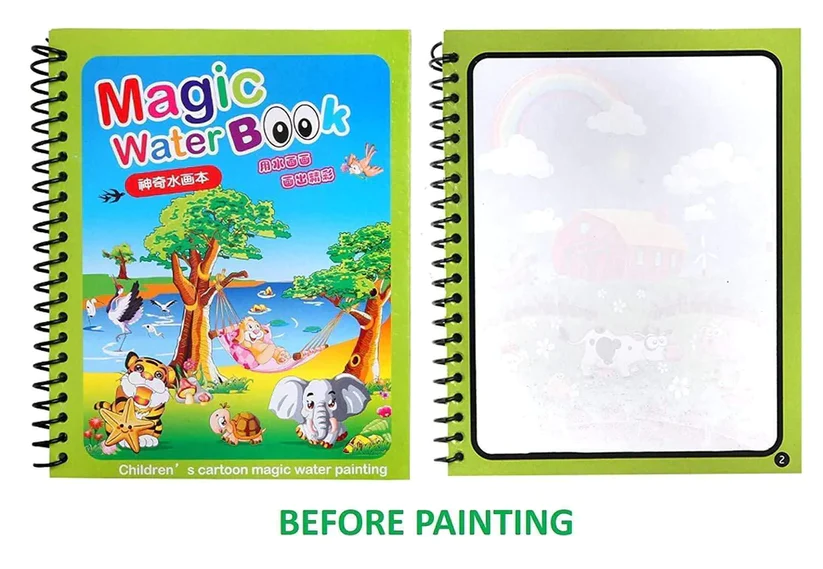 Magic
Water Book
神奇水画本
用水画画
画出精彩
Children's cartoon magic water painting
2
BEFORE PAINTING